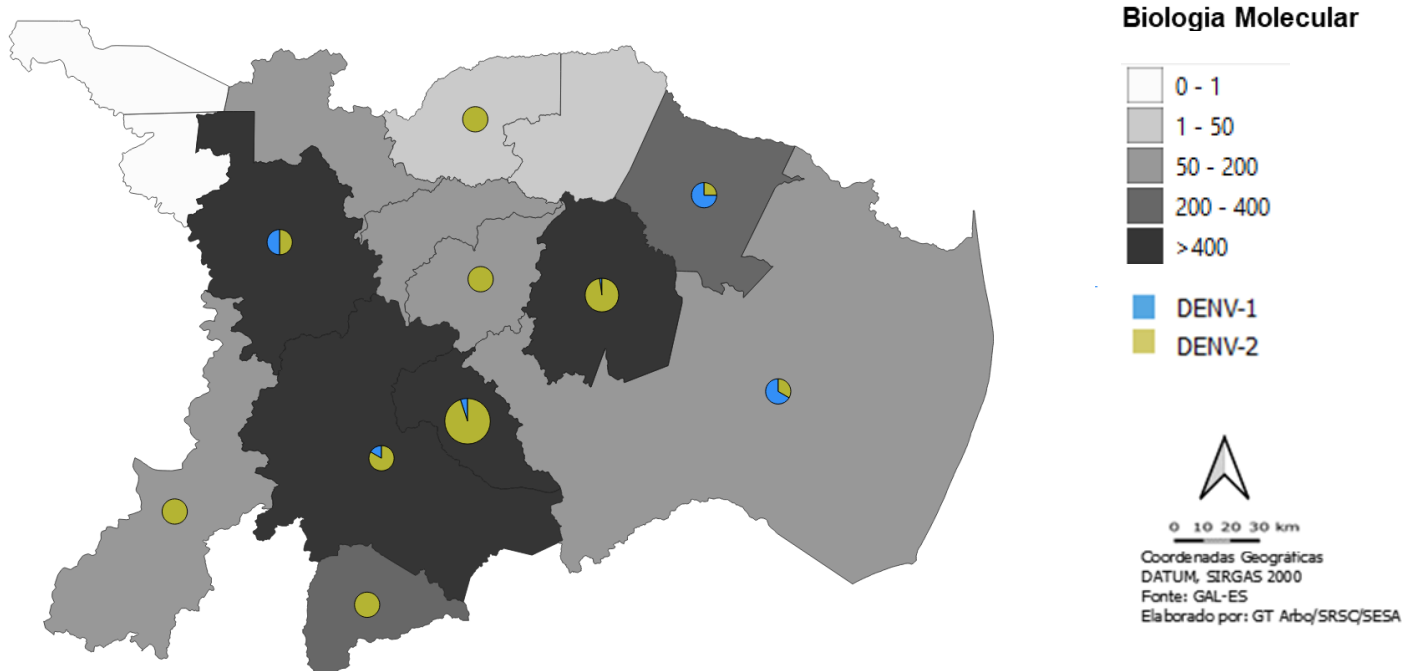 Biologia Molecular
0 - 1
1 - 50
50 - 200
200 - 400
>400
DENV-1
DENV-2
0 10 20 30 km
Coordenadas Geográficas
DATUM, SIRGAS 2000
Fonte: GAL-ES
Elaborado por: GT Arbo/SRSC/SESA